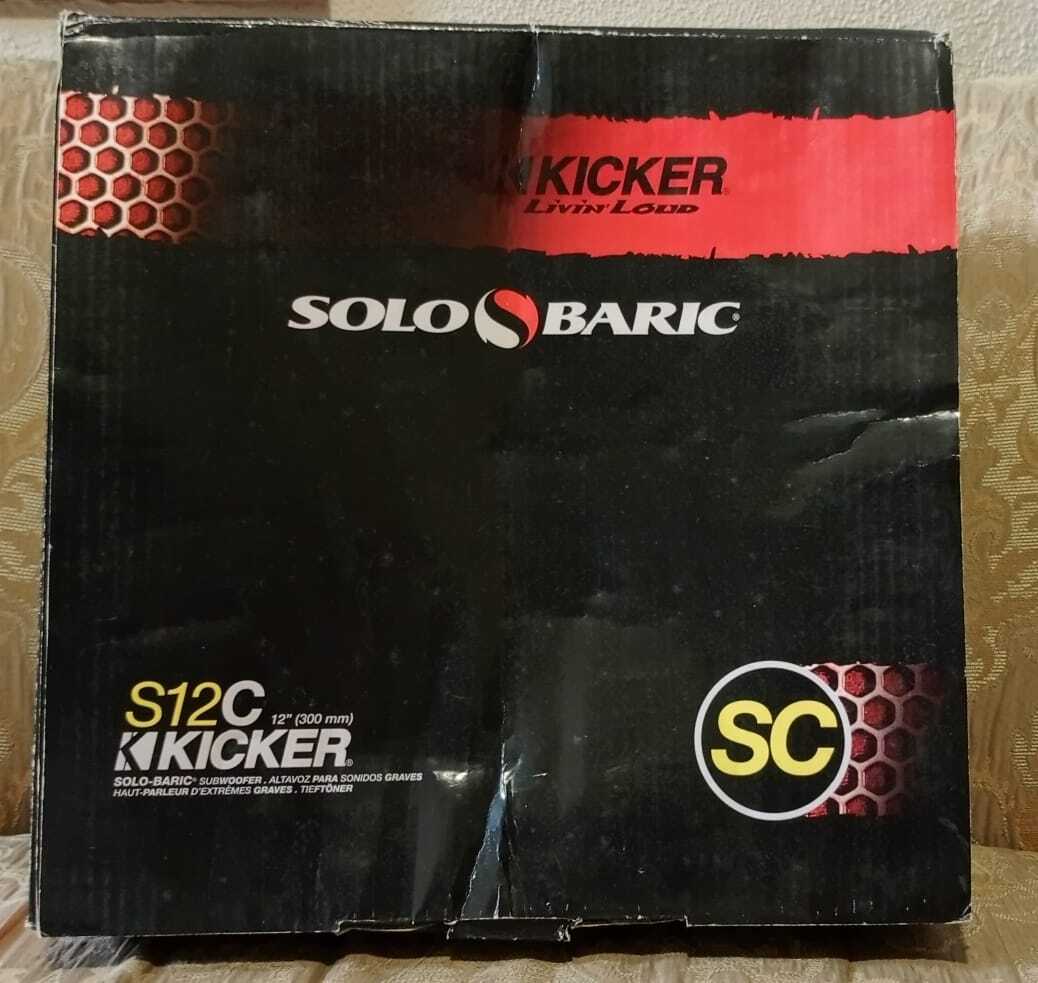 KICKER®
Livin' Loud
SOLO BARIC®
S12C 12" (300 mm)
KICKER®
SOLO-BARIC® SUBWOOFER . ALTAVOZ PARA SONIDOS GRAVES
HAUT-PARLEUR D'EXTRÊMES GRAVES . TIEFTÖNER
SC